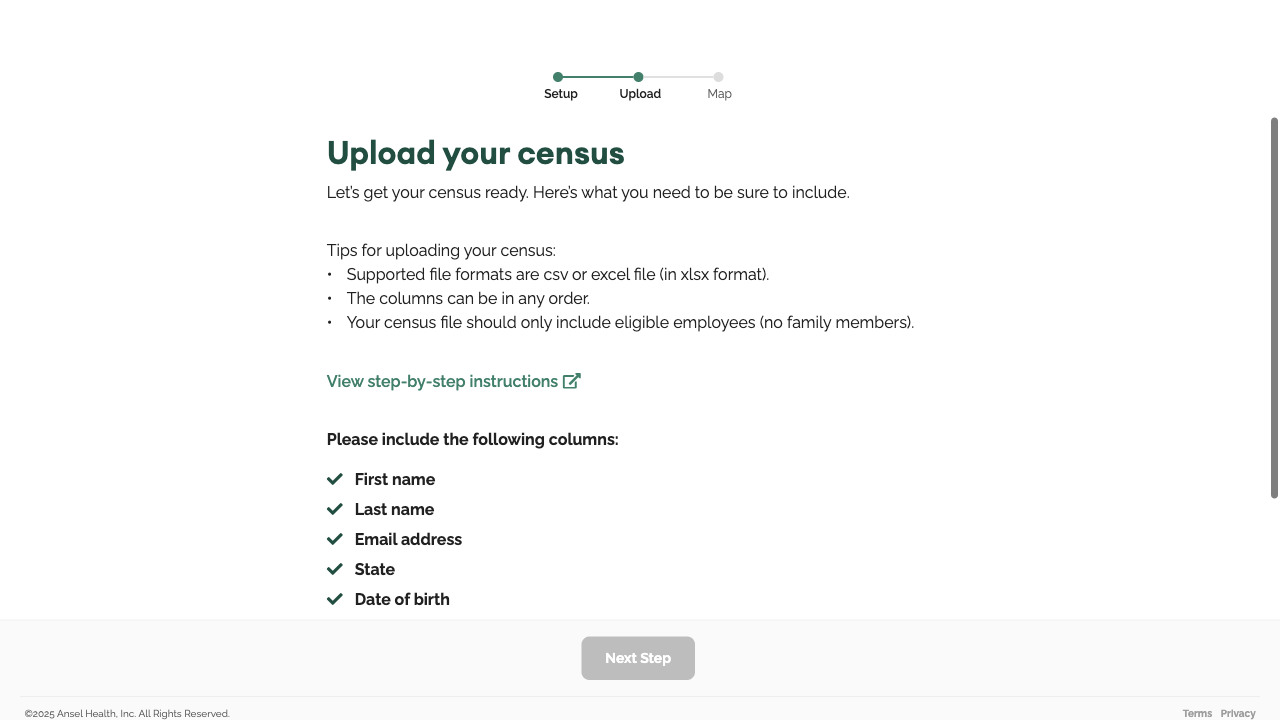 Setup
Upload
Map
Upload your census
Let's get your census ready. Here's what you need to be sure to include.
Tips for uploading your census:
• Supported file formats are csv or excel file (in xlsx format).
• The columns can be in any order.
• Your census file should only include eligible employees (no family members).
View step-by-step instructions
Please include the following columns:
First name
Last name
Email address
State
Date of birth
Next Step
©2025 Ansel Health, Inc. All Rights Reserved.
Terms Privacy